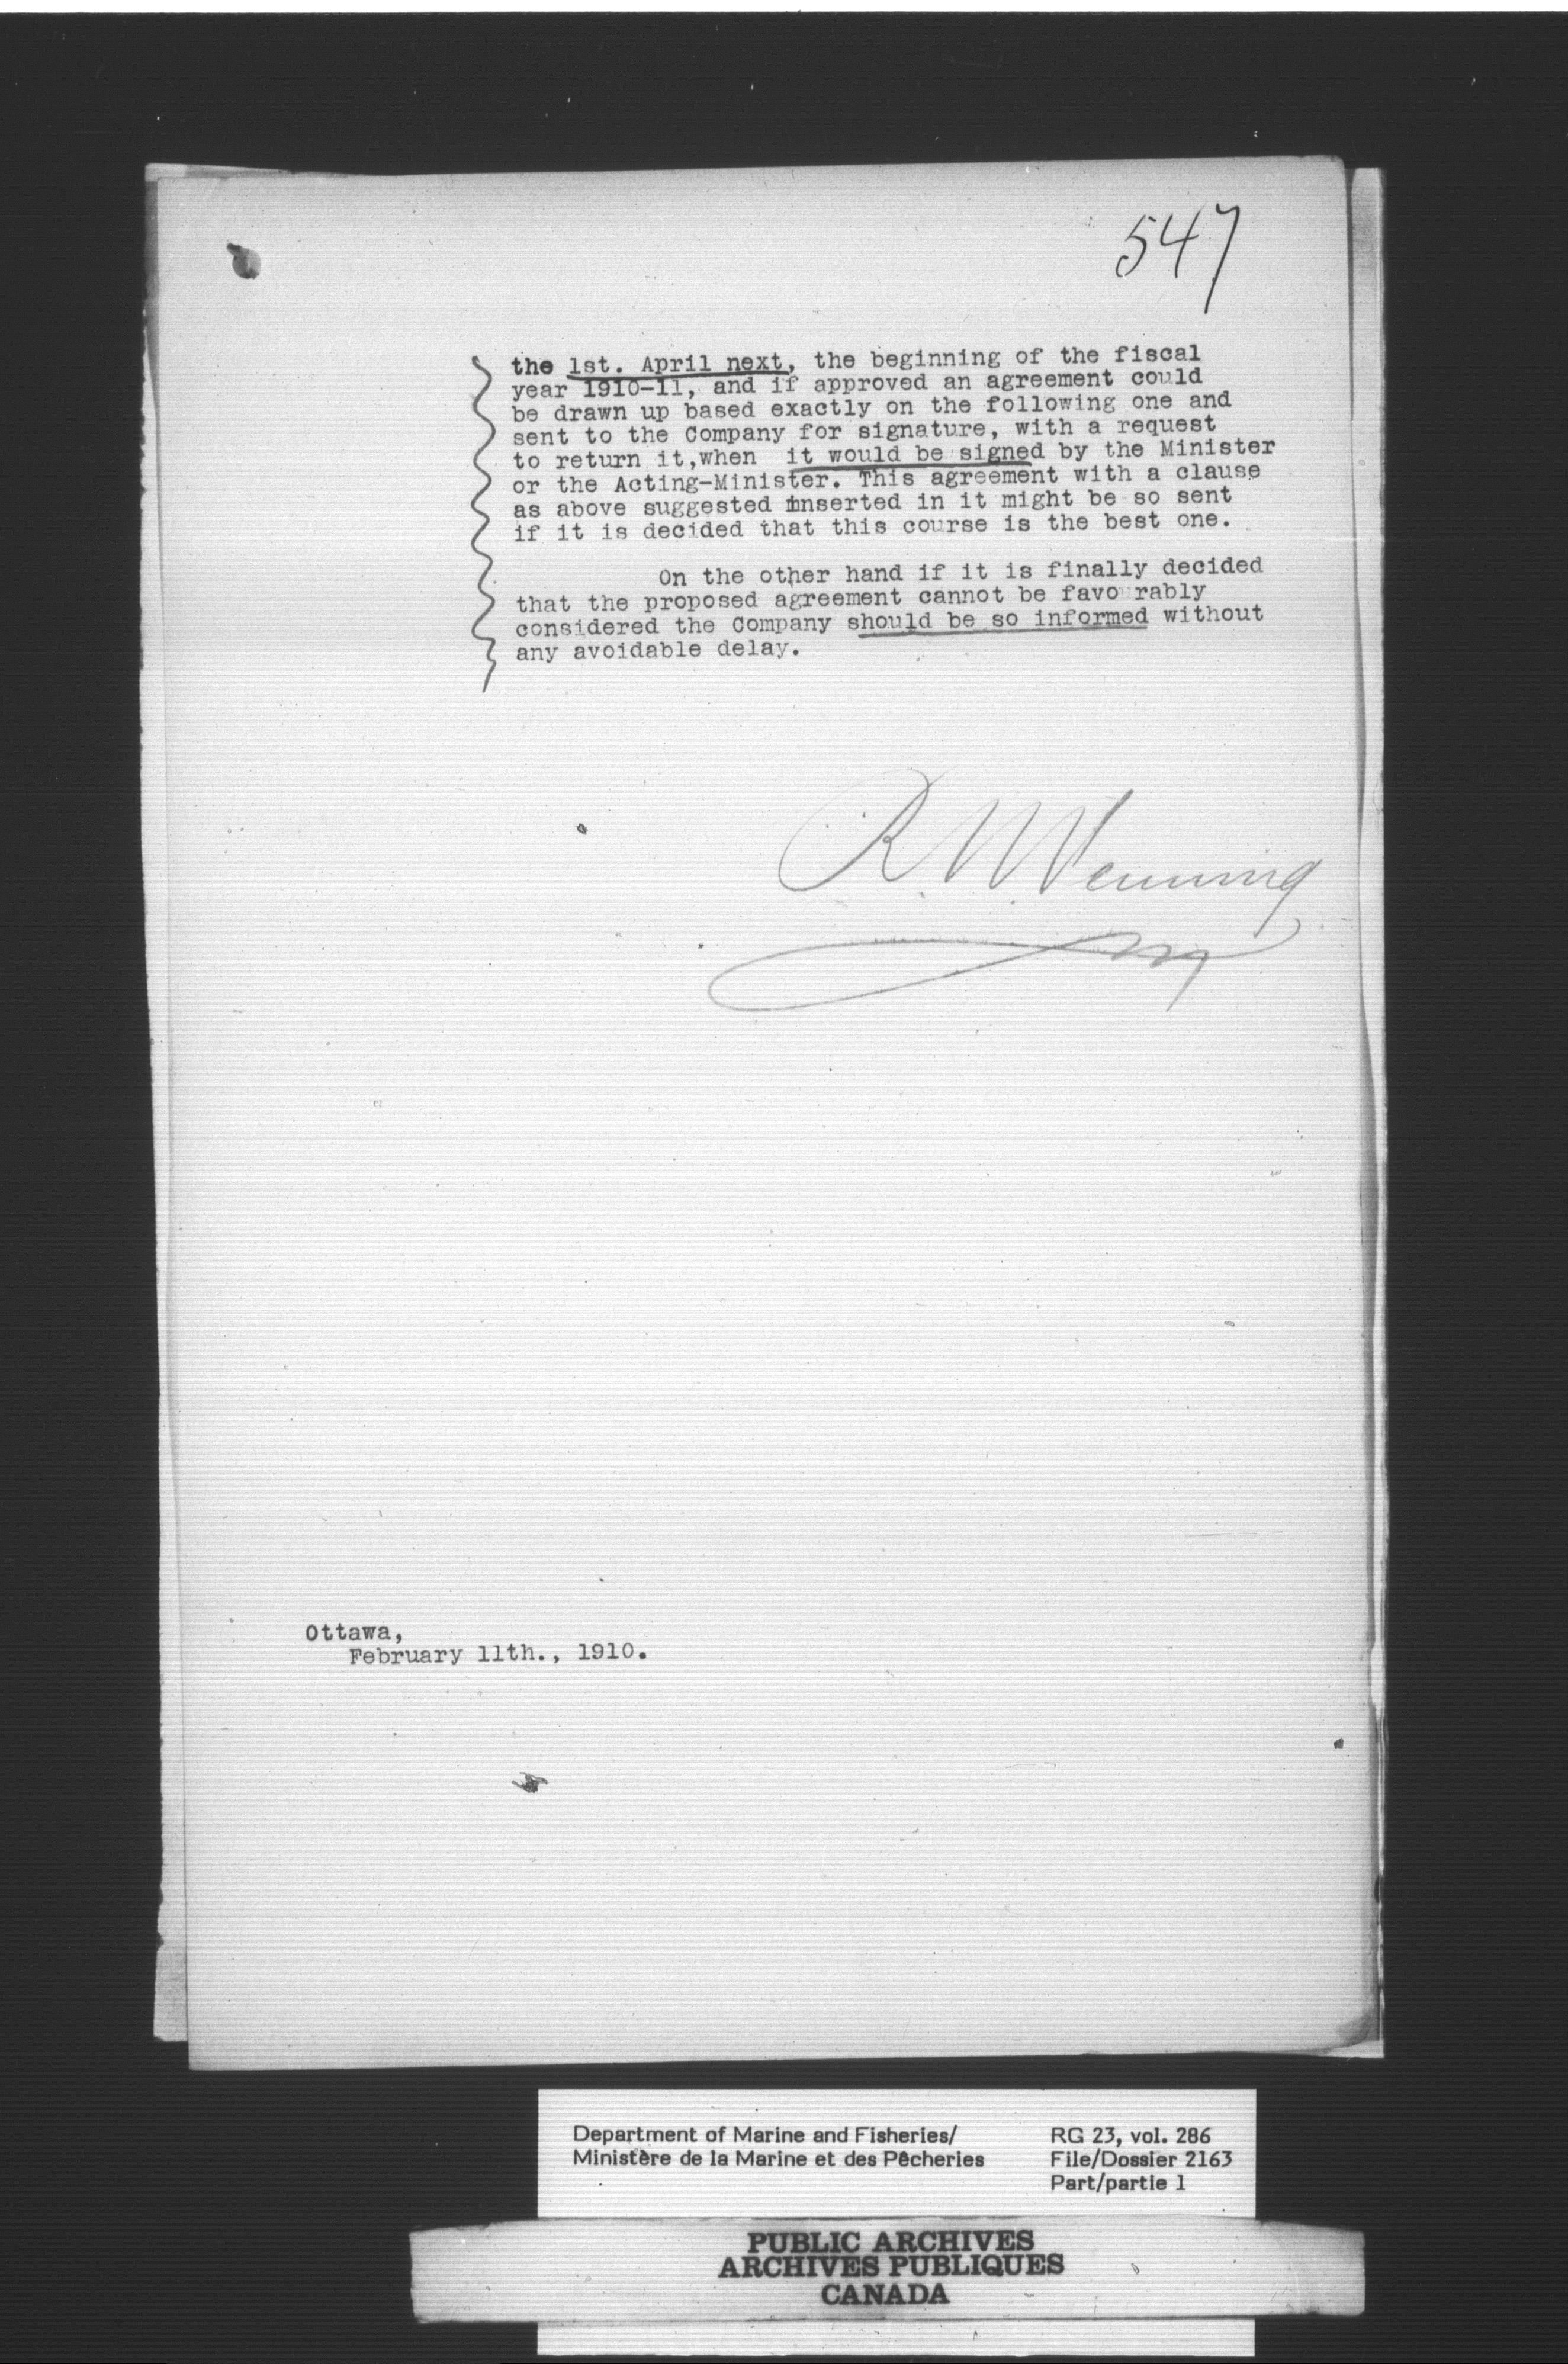 547
the 1st. April next, the beginning of the fiscal
year 1910-11, and if approved an agreement could
be drawn up based exactly on the following one and
sent to the Company for signature, with a request
to return it,when it would be signed by the Minister
or the Acting-Minister. This agreement with a clause
as above suggested inserted in it might be so sent
if it is decided that this course is the best one.
On the other hand if it is finally decided
that the proposed agreement cannot be favourably
considered the Company should be so informed without
any avoidable delay.
R. N. Venning
Ottawa,
February 11th., 1910.
Department of Marine and Fisheries/
Ministère de la Marine et des Pêcheries
RG 23, vol. 286
File/Dossier 2163
Part/partie 1
PUBLIC ARCHIVES
ARCHIVES PUBLIQUES
CANADA